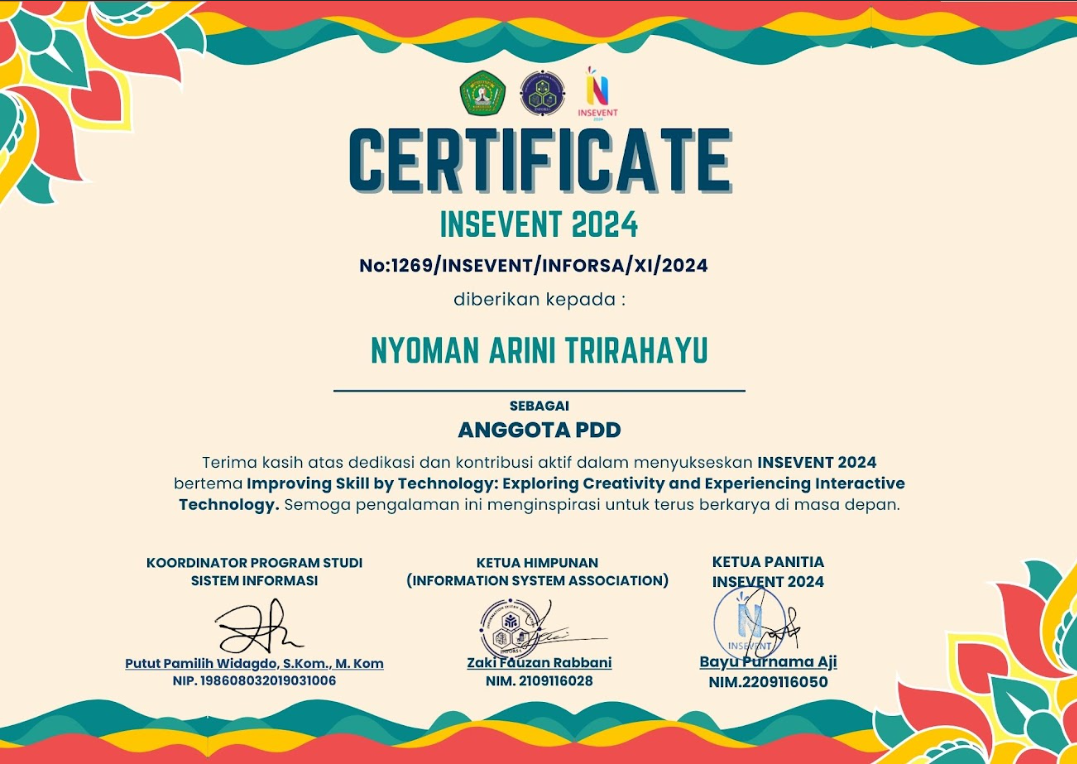 INSEVENT
2024
CERTIFICATE
INSEVENT 2024
No:1269/INSEVENT/INFORSA/XI/2024
diberikan kepada :
NYOMAN ARINI TRIRAHAYU
SEBAGAI
ANGGOTA PDD
Terima kasih atas dedikasi dan kontribusi aktif dalam menyukseskan INSEVENT 2024
bertema Improving Skill by Technology: Exploring Creativity and Experiencing Interactive
Technology. Semoga pengalaman ini menginspirasi untuk terus berkarya di masa depan.
KOORDINATOR PROGRAM STUDI
SISTEM INFORMASI
Putut Pamilih Widagdo, S.Kom., M. Kom
NIP. 198608032019031006
KETUA HIMPUNAN
(INFORMATION SYSTEM ASSOCIATION)
INFORSA
Zaki Fauzan Rabbani
NIM. 2109116028
KETUA PANITIA
INSEVENT 2024
INSEVENT
Bayu Purnama Aji
NIM.2209116050